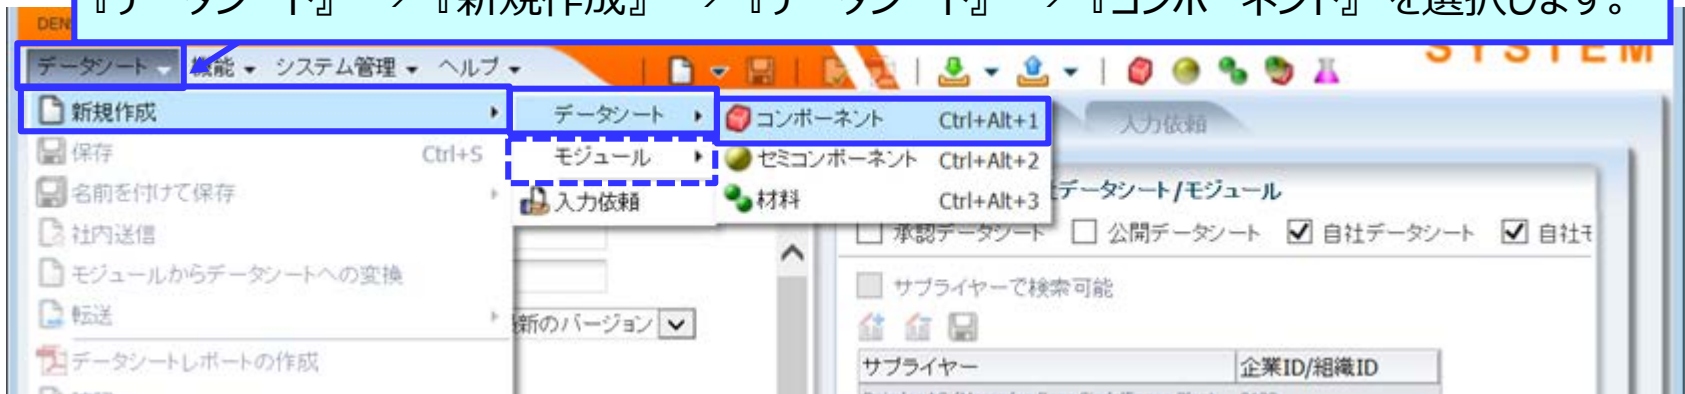 『データシート』 → 『新規作成』 → 『データシート』 → 『コンポーネント』 を選択します。
DEN
SYSTEM
データシート 機能 システム管理 ヘルプ
新規作成
データシート
コンポーネント Ctrl+Alt+1
入力依頼
保存 Ctrl+S
モジュール
セミコンポーネント Ctrl+Alt+2
名前を付けて保存
入力依頼
材料 Ctrl+Alt+3
データシート/モジュール
社内送信
承認データシート 公開データシート 自社データシート 自社モ
モジュールからデータシートへの変換
サプライヤーで検索可能
転送
新のバージョン
データシートレポートの作成
サプライヤー 企業ID/組織ID